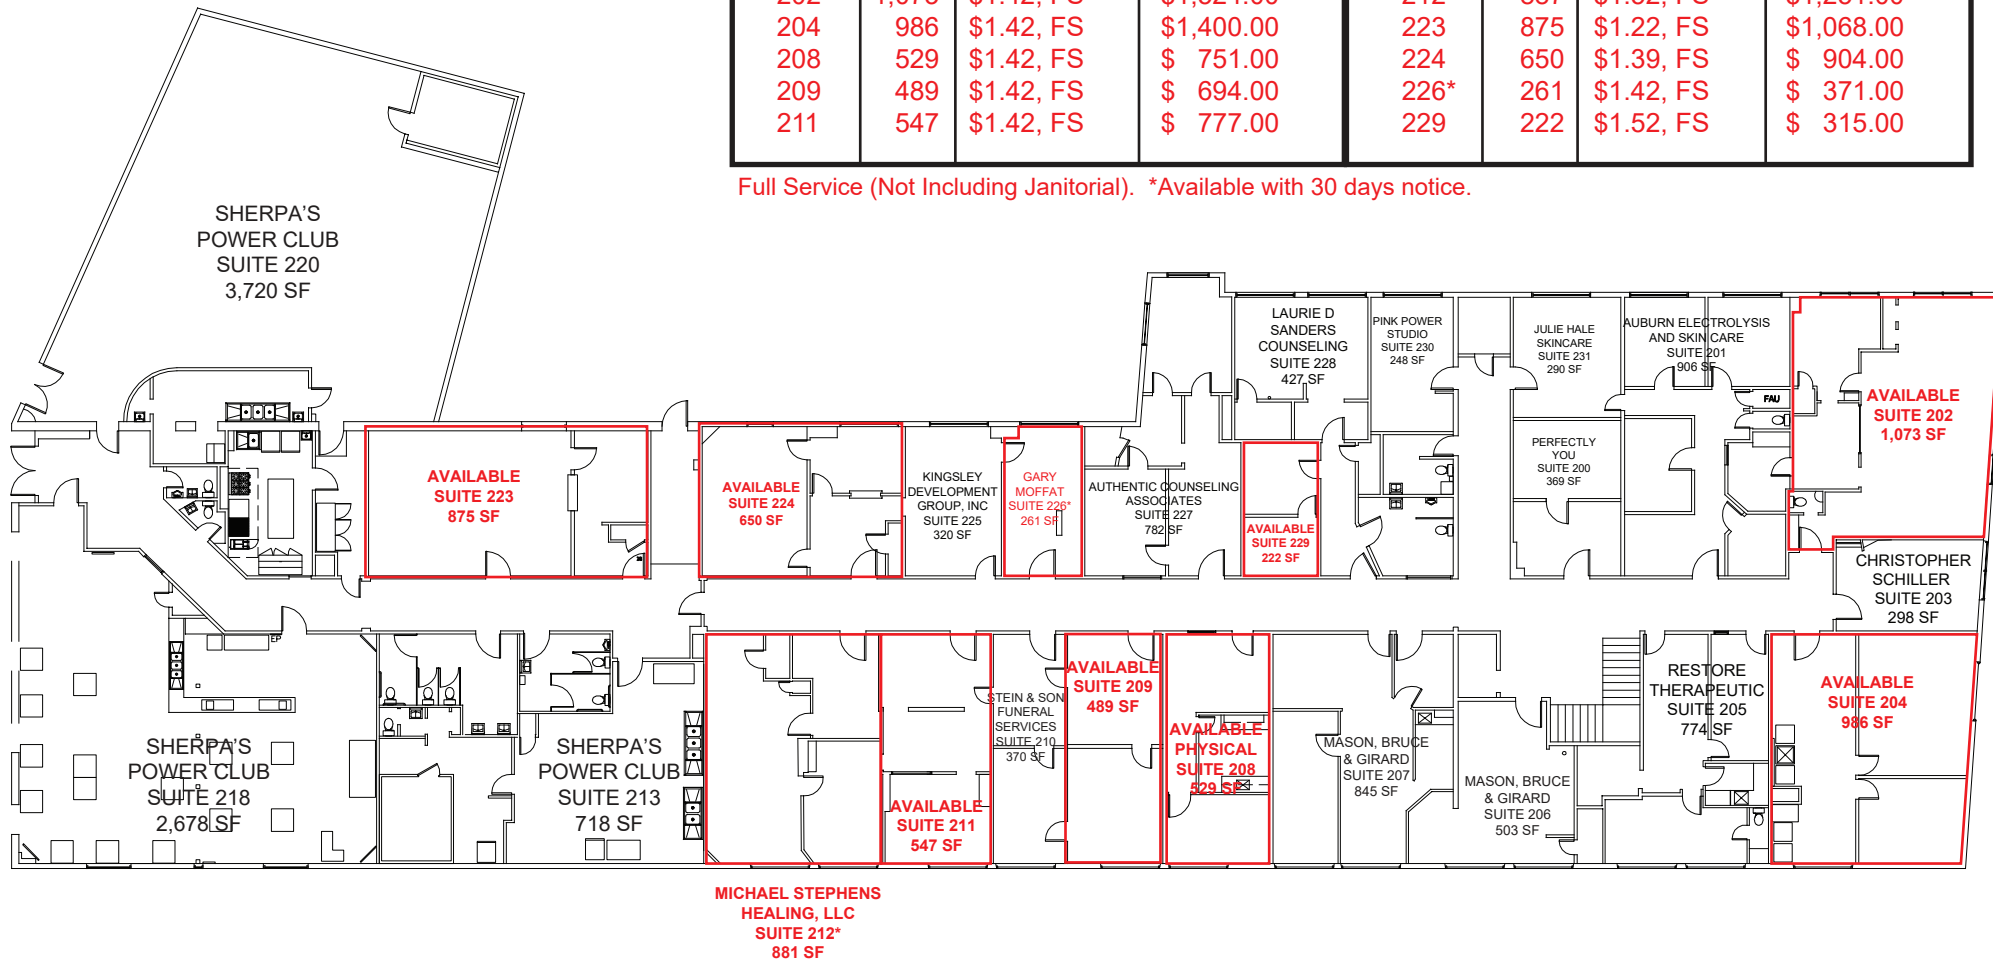 204 986 $1.42, FS $1,400.00 223 875 $1.22, FS $1,068.00
208 529 $1.42, FS $ 751.00 224 650 $1.39, FS $ 904.00
209 489 $1.42, FS $ 694.00 226* 261 $1.42, FS $ 371.00
211 547 $1.42, FS $ 777.00 229 222 $1.52, FS $ 315.00
Full Service (Not Including Janitorial). *Available with 30 days notice.
SHERPA'S
POWER CLUB
SUITE 220
3,720 SF
LAURIE D
SANDERS
COUNSELING
SUITE 228
427 SF
PINK POWER
STUDIO
SUITE 230
248 SF
JULIE HALE
SKINCARE
SUITE 231
290 SF
AUBURN ELECTROLYSIS
AND SKIN CARE
SUITE 201
906 SF
FAU
AVAILABLE
SUITE 202
1,073 SF
AVAILABLE
SUITE 223
875 SF
AVAILABLE
SUITE 224
650 SF
KINGSLEY
DEVELOPMENT
GROUP, INC
SUITE 225
320 SF
GARY
MOFFAT
SUITE 226*
261 SF
AUTHENTIC COUNSELING
ASSOCIATES
SUITE 227
782 SF
AVAILABLE
SUITE 229
222 SF
PERFECTLY
YOU
SUITE 200
369 SF
CHRISTOPHER
SCHILLER
SUITE 203
298 SF
EP
SHERPA'S
POWER CLUB
SUITE 218
2,678 SF
SHERPA'S
POWER CLUB
SUITE 213
718 SF
AVAILABLE
SUITE 211
547 SF
STEIN & SON
FUNERAL
SERVICES
SUITE 210
370 SF
AVAILABLE
SUITE 209
489 SF
AVAILABLE
PHYSICAL
SUITE 208
529 SF
MASON, BRUCE
& GIRARD
SUITE 207
845 SF
MASON, BRUCE
& GIRARD
SUITE 206
503 SF
RESTORE
THERAPEUTIC
SUITE 205
774 SF
AVAILABLE
SUITE 204
986 SF
MICHAEL STEPHENS
HEALING, LLC
SUITE 212*
881 SF